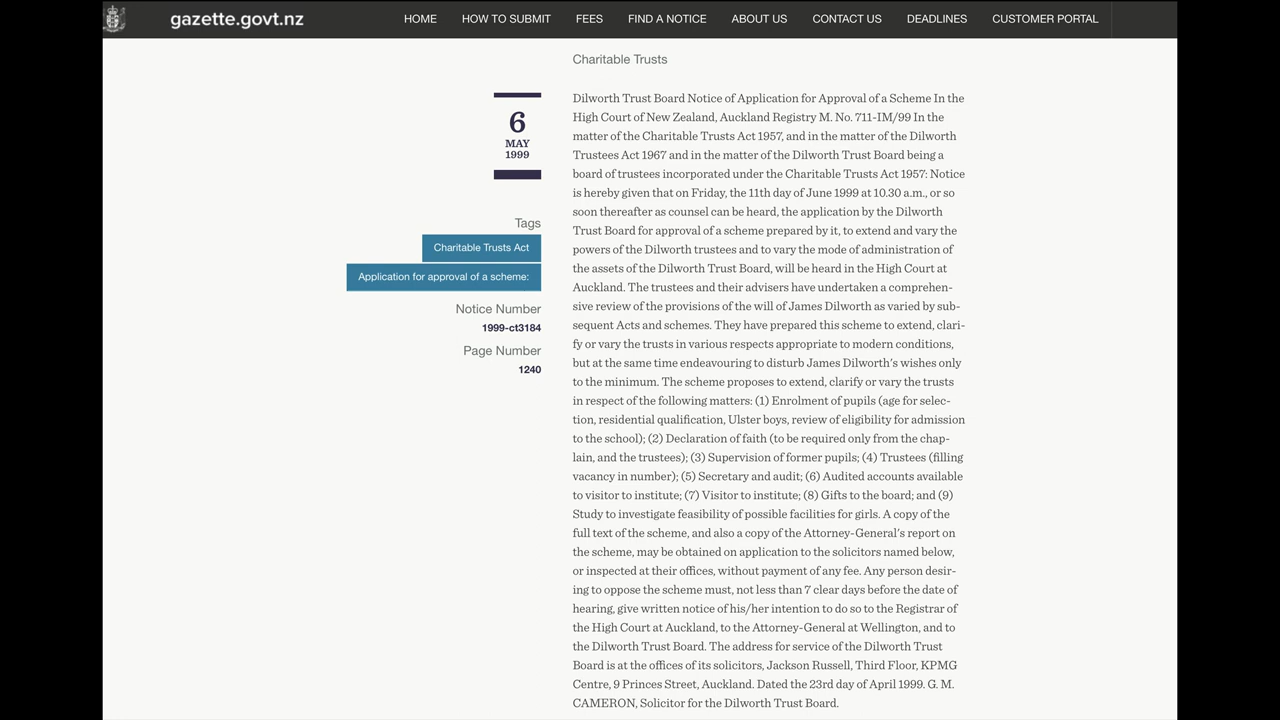 gazette.govt.nz
HOME HOW TO SUBMIT FEES FIND A NOTICE ABOUT US CONTACT US DEADLINES CUSTOMER PORTAL
Charitable Trusts
6
MAY
1999
Tags
Charitable Trusts Act
Application for approval of a scheme:
Notice Number
1999-ct3184
Page Number
1240
Dilworth Trust Board Notice of Application for Approval of a Scheme In the
High Court of New Zealand, Auckland Registry M. No. 711-IM/99 In the
matter of the Charitable Trusts Act 1957, and in the matter of the Dilworth
Trustees Act 1967 and in the matter of the Dilworth Trust Board being a
board of trustees incorporated under the Charitable Trusts Act 1957: Notice
is hereby given that on Friday, the 11th day of June 1999 at 10.30 a.m., or so
soon thereafter as counsel can be heard, the application by the Dilworth
Trust Board for approval of a scheme prepared by it, to extend and vary the
powers of the Dilworth trustees and to vary the mode of administration of
the assets of the Dilworth Trust Board, will be heard in the High Court at
Auckland. The trustees and their advisers have undertaken a comprehen-
sive review of the provisions of the will of James Dilworth as varied by sub-
sequent Acts and schemes. They have prepared this scheme to extend, clari-
fy or vary the trusts in various respects appropriate to modern conditions,
but at the same time endeavouring to disturb James Dilworth's wishes only
to the minimum. The scheme proposes to extend, clarify or vary the trusts
in respect of the following matters: (1) Enrolment of pupils (age for selec-
tion, residential qualification, Ulster boys, review of eligibility for admission
to the school); (2) Declaration of faith (to be required only from the chap-
lain, and the trustees); (3) Supervision of former pupils; (4) Trustees (filling
vacancy in number); (5) Secretary and audit; (6) Audited accounts available
to visitor to institute; (7) Visitor to institute; (8) Gifts to the board; and (9)
Study to investigate feasibility of possible facilities for girls. A copy of the
full text of the scheme, and also a copy of the Attorney-General's report on
the scheme, may be obtained on application to the solicitors named below,
or inspected at their offices, without payment of any fee. Any person desir-
ing to oppose the scheme must, not less than 7 clear days before the date of
hearing, give written notice of his/her intention to do so to the Registrar of
the High Court at Auckland, to the Attorney-General at Wellington, and to
the Dilworth Trust Board. The address for service of the Dilworth Trust
Board is at the offices of its solicitors, Jackson Russell, Third Floor, KPMG
Centre, 9 Princes Street, Auckland. Dated the 23rd day of April 1999. G. M.
CAMERON, Solicitor for the Dilworth Trust Board.